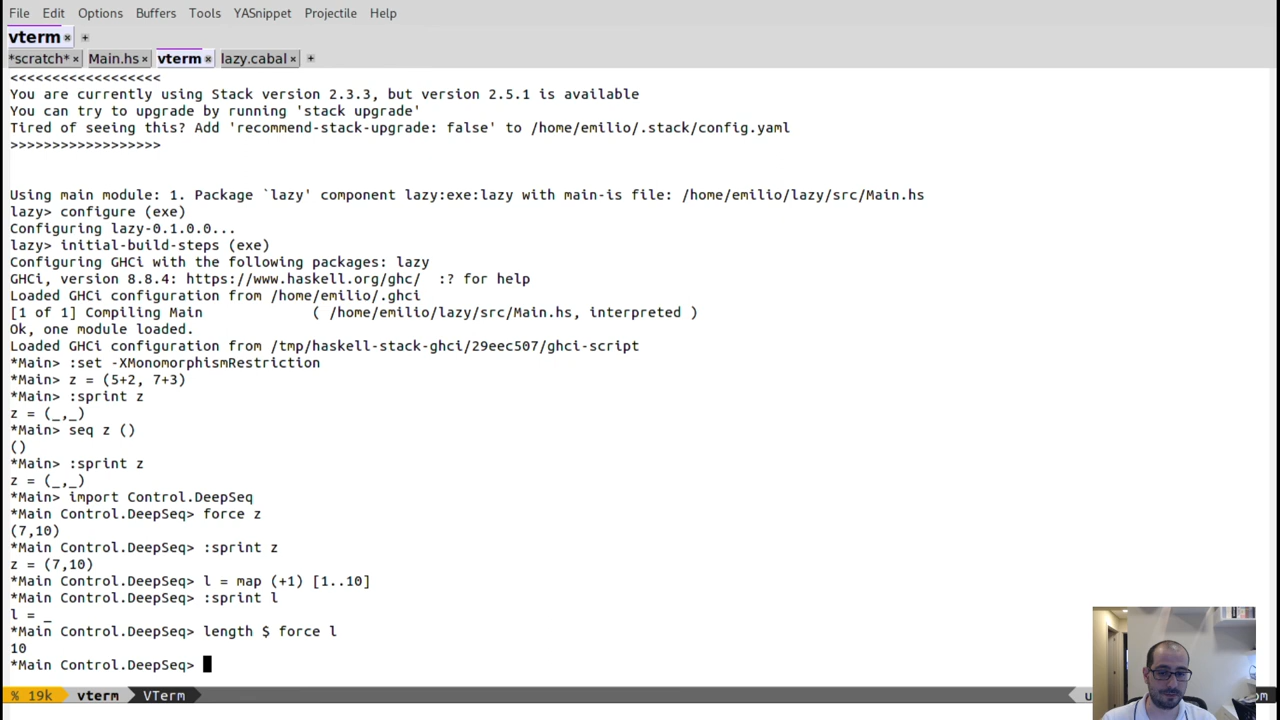 File Edit Options Buffers Tools YASnippet Projectile Help
vterm × +
*scratch* × Main.hs × vterm × lazy.cabal × +
<<<<<<<<<<<<<<<<<<
You are currently using Stack version 2.3.3, but version 2.5.1 is available
You can try to upgrade by running 'stack upgrade'
Tired of seeing this? Add 'recommend-stack-upgrade: false' to /home/emilio/.stack/config.yaml
>>>>>>>>>>>>>>>>>>
Using main module: 1. Package `lazy' component lazy:exe:lazy with main-is file: /home/emilio/lazy/src/Main.hs
lazy> configure (exe)
Configuring lazy-0.1.0.0...
lazy> initial-build-steps (exe)
Configuring GHCi with the following packages: lazy
GHCi, version 8.8.4: https://www.haskell.org/ghc/  :? for help
Loaded GHCi configuration from /home/emilio/.ghci
[1 of 1] Compiling Main             ( /home/emilio/lazy/src/Main.hs, interpreted )
Ok, one module loaded.
Loaded GHCi configuration from /tmp/haskell-stack-ghci/29eec507/ghci-script
*Main> :set -XMonomorphismRestriction
*Main> z = (5+2, 7+3)
*Main> :sprint z
z = (_,_)
*Main> seq z ()
()
*Main> :sprint z
z = (_,_)
*Main> import Control.DeepSeq
*Main Control.DeepSeq> force z
(7,10)
*Main Control.DeepSeq> :sprint z
z = (7,10)
*Main Control.DeepSeq> l = map (+1) [1..10]
*Main Control.DeepSeq> :sprint l
l = _
*Main Control.DeepSeq> length $ force l
10
*Main Control.DeepSeq>
% 19k vterm VTerm